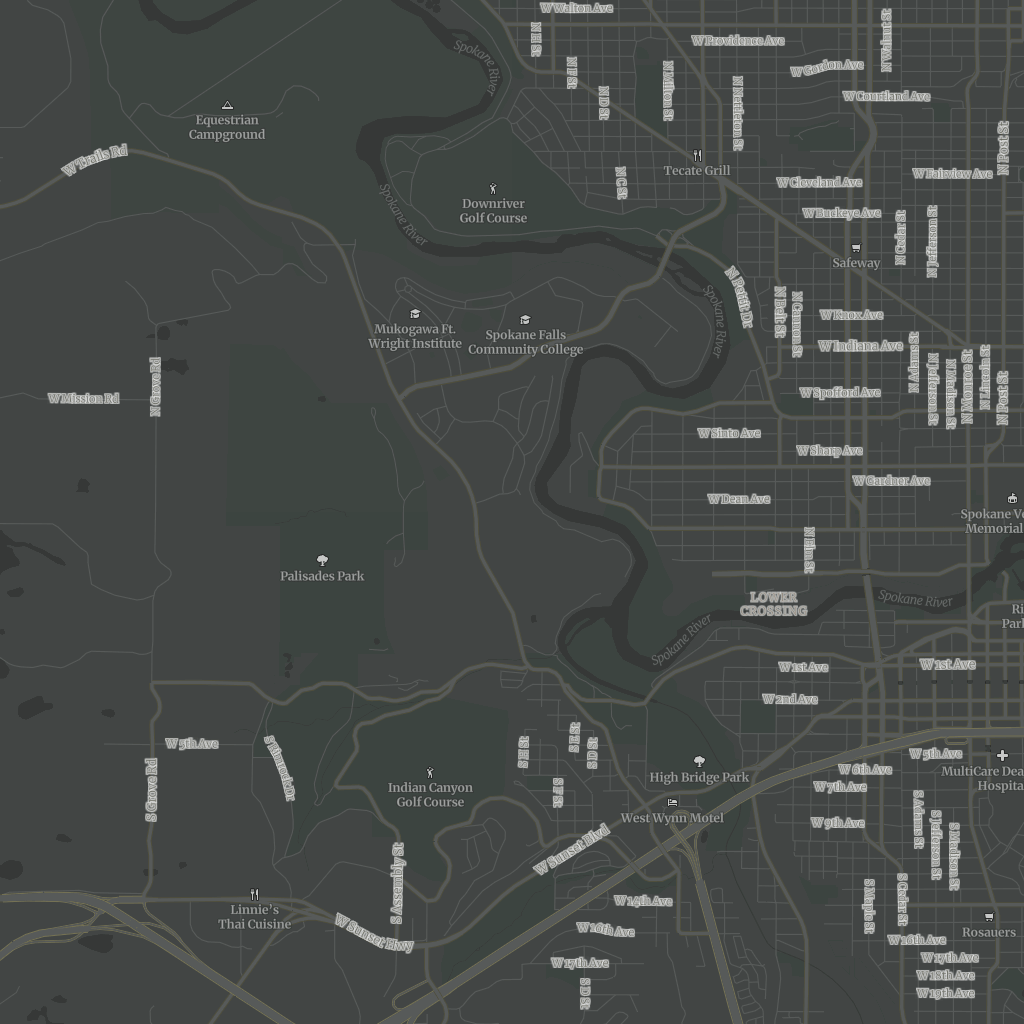 W Walton Ave
N H St
W Providence Ave
N Walnut St
Spokane River
N F St
N D St
N Milton St
N Nettleton St
W Gordon Ave
W Courtland Ave
N Post St
Equestrian
Campground
W Trails Rd
Tecate Grill
N C St
W Cleveland Ave
W Fairview Ave
Downriver
Golf Course
Spokane River
W Buckeye Ave
N Cedar St
N Jefferson St
Safeway
N Pettit Dr
Spokane River
N Belt St
N Cannon St
W Knox Ave
Mukogawa Ft.
Wright Institute
Spokane Falls
Community College
W Indiana Ave
N Adams St
N Jefferson St
N Madison St
N Monroe St
N Lincoln St
N Post St
N Grove Rd
W Mission Rd
W Spofford Ave
W Sinto Ave
W Sharp Ave
W Gardner Ave
W Dean Ave
Spokane Ve
Memorial
N Elm St
Palisades Park
LOWER
CROSSING
Spokane River
Ri
Park
Spokane River
W 1st Ave
W 1st Ave
W 2nd Ave
W 5th Ave
S Rimrock Dr
S H St
S E St
S C St
W 5th Ave
S Grove Rd
High Bridge Park
W 6th Ave
MultiCare Dea
Hospita
W 7th Ave
Indian Canyon
Golf Course
S F St
West Wynn Motel
W 9th Ave
S Adams St
S Jefferson St
S Madison St
W Sunset Blvd
S Assembly St
Linnie's
Thai Cuisine
W Sunset Hwy
W 14th Ave
S Maple St
S Cedar St
W 16th Ave
Rosauers
W 16th Ave
W 17th Ave
W 17th Ave
W 18th Ave
S D St
W 19th Ave